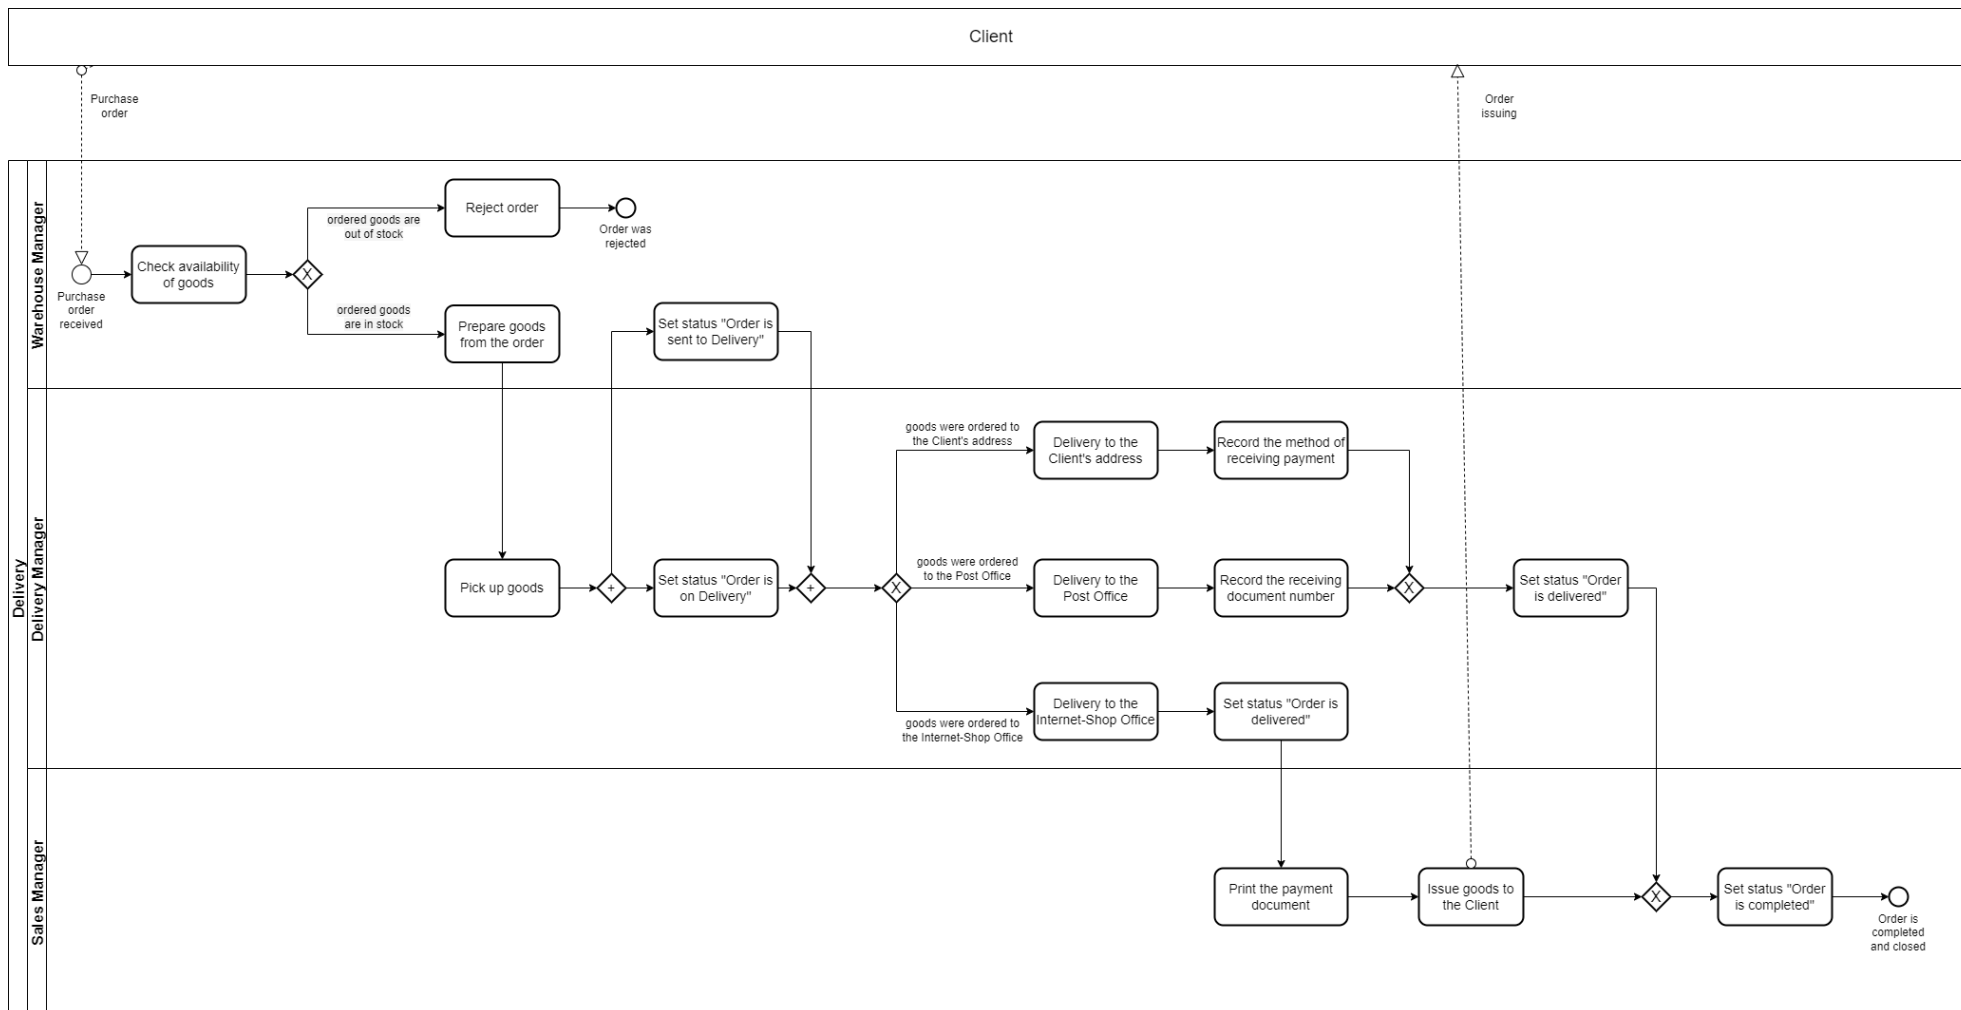 Client
Purchase
order
Order
issuing
Delivery
Warehouse Manager
Purchase
order
received
Check availability
of goods
X
ordered goods are
out of stock
Reject order
Order was
rejected
ordered goods
are in stock
Prepare goods
from the order
Set status "Order is
sent to Delivery"
Delivery Manager
Pick up goods
+
Set status "Order is
on Delivery"
+
X
goods were ordered to
the Client's address
Delivery to the
Client's address
Record the method of
receiving payment
goods were ordered
to the Post Office
Delivery to the
Post Office
Record the receiving
document number
X
Set status "Order
is delivered"
goods were ordered to
the Internet-Shop Office
Delivery to the
Internet-Shop Office
Set status "Order is
delivered"
Sales Manager
Print the payment
document
Issue goods to
the Client
X
Set status "Order
is completed"
Order is
completed
and closed